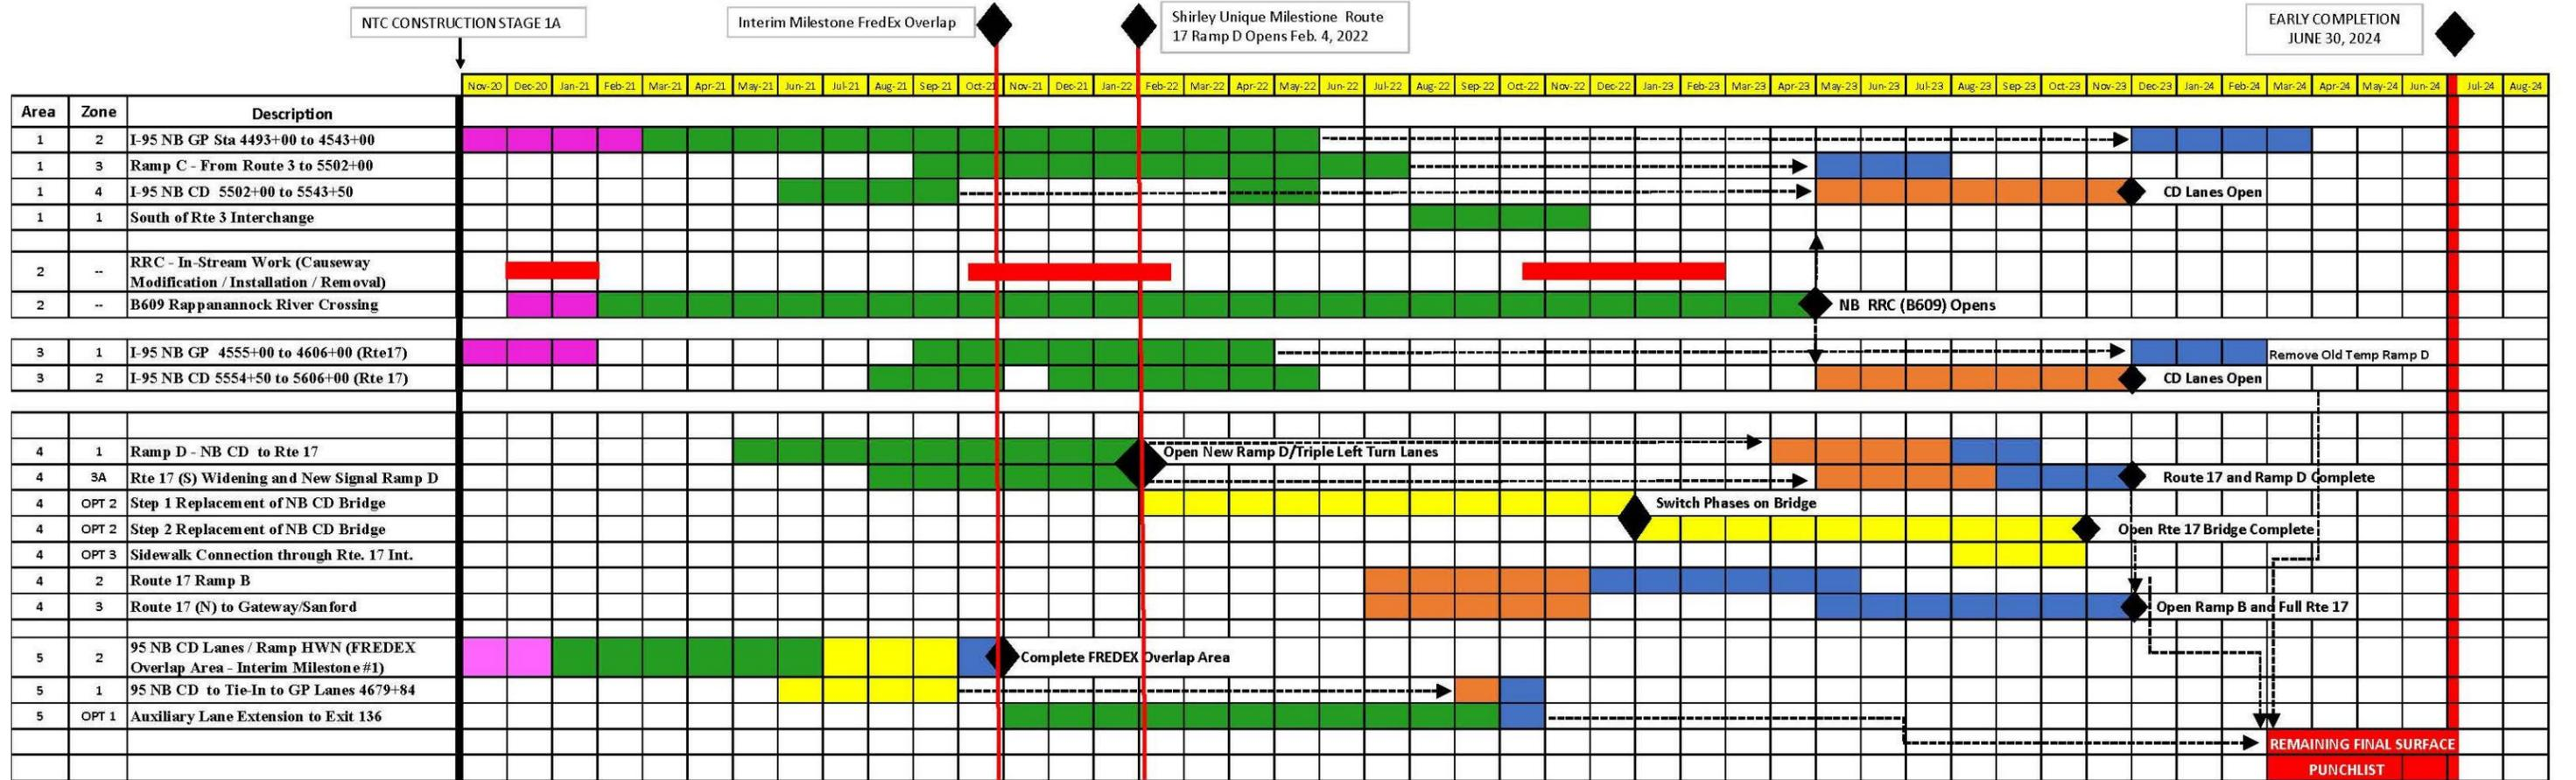 NTC CONSTRUCTION STAGE 1A
Interim Milestone FredEx Overlap
Shirley Unique Milestione Route
17 Ramp D Opens Feb. 4, 2022
EARLY COMPLETION
JUNE 30, 2024
Nov-20 Dec-20 Jan-21 Feb-21 Mar-21 Apr-21 May-21 Jun-21 Jul-21 Aug-21 Sep-21 Oct-21 Nov-21 Dec-21 Jan-22 Feb-22 Mar-22 Apr-22 May-22 Jun-22 Jul-22 Aug-22 Sep-22 Oct-22 Nov-22 Dec-22 Jan-23 Feb-23 Mar-23 Apr-23 May-23 Jun-23 Jul-23 Aug-23 Sep-23 Oct-23 Nov-23 Dec-23 Jan-24 Feb-24 Mar-24 Apr-24 May-24 Jun-24 Jul-24 Aug-24
Area Zone Description
1 2 I-95 NB GP Sta 4493+00 to 4543+00
1 3 Ramp C - From Route 3 to 5502+00
1 4 I-95 NB CD 5502+00 to 5543+50 CD Lanes Open
1 1 South of Rte 3 Interchange
2 -- RRC - In-Stream Work (Causeway
Modification / Installation / Removal)
2 -- B609 Rappanannock River Crossing NB RRC (B609) Opens
3 1 I-95 NB GP 4555+00 to 4606+00 (Rte17) Remove Old Temp Ramp D
3 2 I-95 NB CD 5554+50 to 5606+00 (Rte 17) CD Lanes Open
4 1 Ramp D - NB CD to Rte 17 Open New Ramp D/Triple Left Turn Lanes
4 3A Rte 17 (S) Widening and New Signal Ramp D Route 17 and Ramp D Complete
4 OPT 2 Step 1 Replacement of NB CD Bridge Switch Phases on Bridge
4 OPT 2 Step 2 Replacement of NB CD Bridge Open Rte 17 Bridge Complete
4 OPT 3 Sidewalk Connection through Rte. 17 Int.
4 2 Route 17 Ramp B
4 3 Route 17 (N) to Gateway/Sanford Open Ramp B and Full Rte 17
5 2 95 NB CD Lanes / Ramp HWN (FREDEX
Overlap Area - Interim Milestone #1) Complete FREDEX Overlap Area
5 1 95 NB CD to Tie-In to GP Lanes 4679+84
5 OPT 1 Auxiliary Lane Extension to Exit 136
REMAINING FINAL SURFACE
PUNCHLIST